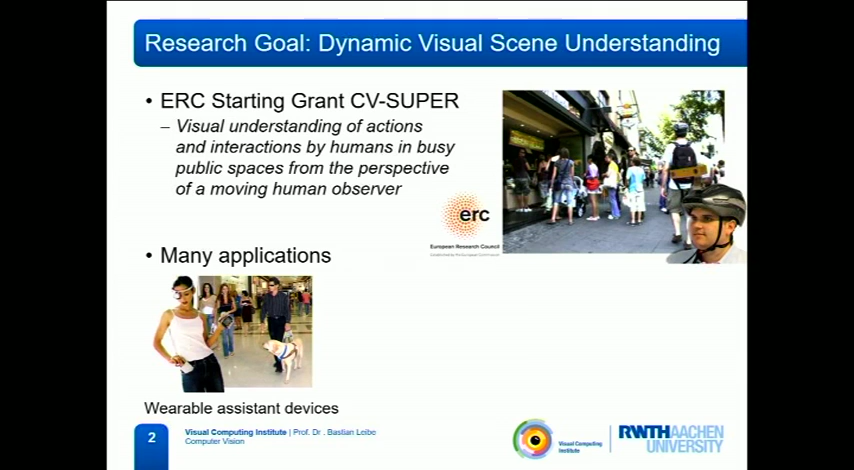 Research Goal: Dynamic Visual Scene Understanding
• ERC Starting Grant CV-SUPER
– Visual understanding of actions
and interactions by humans in busy
public spaces from the perspective
of a moving human observer
erc
European Research Council
• Many applications
Wearable assistant devices
2
Visual Computing Institute | Prof. Dr . Bastian Leibe
Computer Vision
Visual Computing
Institute
RWTH AACHEN
UNIVERSITY